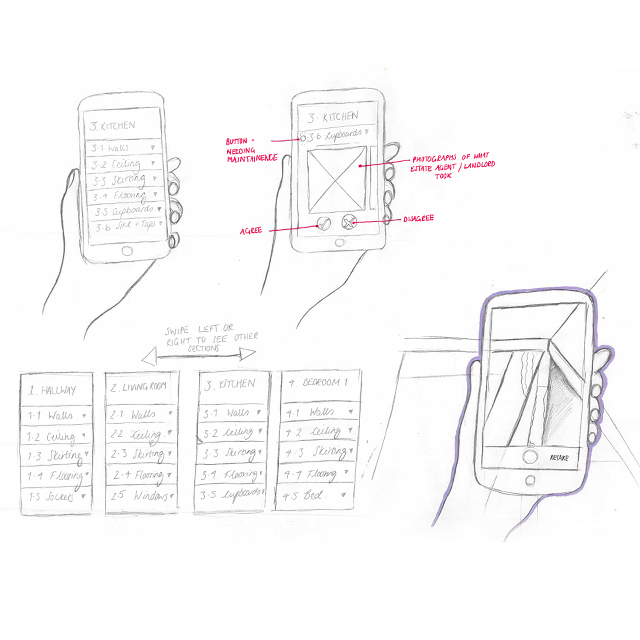 3. KITCHEN
3.1 Walls
3.2 Ceiling
3.3 Skirting
3.4 Flooring
3.5 Cupboards
3.6 Sink + Taps
3. KITCHEN
3.6 Cupboards
BUTTON -
NEEDING
MAINTAINENCE
PHOTOGRAPHS OF WHAT
ESTATE AGENT / LANDLORD
TOOK
AGREE
DISAGREE
SWIPE LEFT OR
RIGHT TO SEE OTHER
SECTIONS
1. HALLWAY
1.1 Walls
1.2 Ceiling
1.3 Skirting
1.4 Flooring
1.5 Sockets
2. LIVING ROOM
2.1 Walls
2.2 Ceiling
2.3 Skirting
2.4 Flooring
2.5 Windows
3. KITCHEN
3.1 Walls
3.2 Ceiling
3.3 Skirting
3.4 Flooring
3.5 Cupboards
4. BEDROOM 1
4.1 Walls
4.2 Ceiling
4.3 Skirting
4.4 Flooring
4.5 Bed
RETAKE